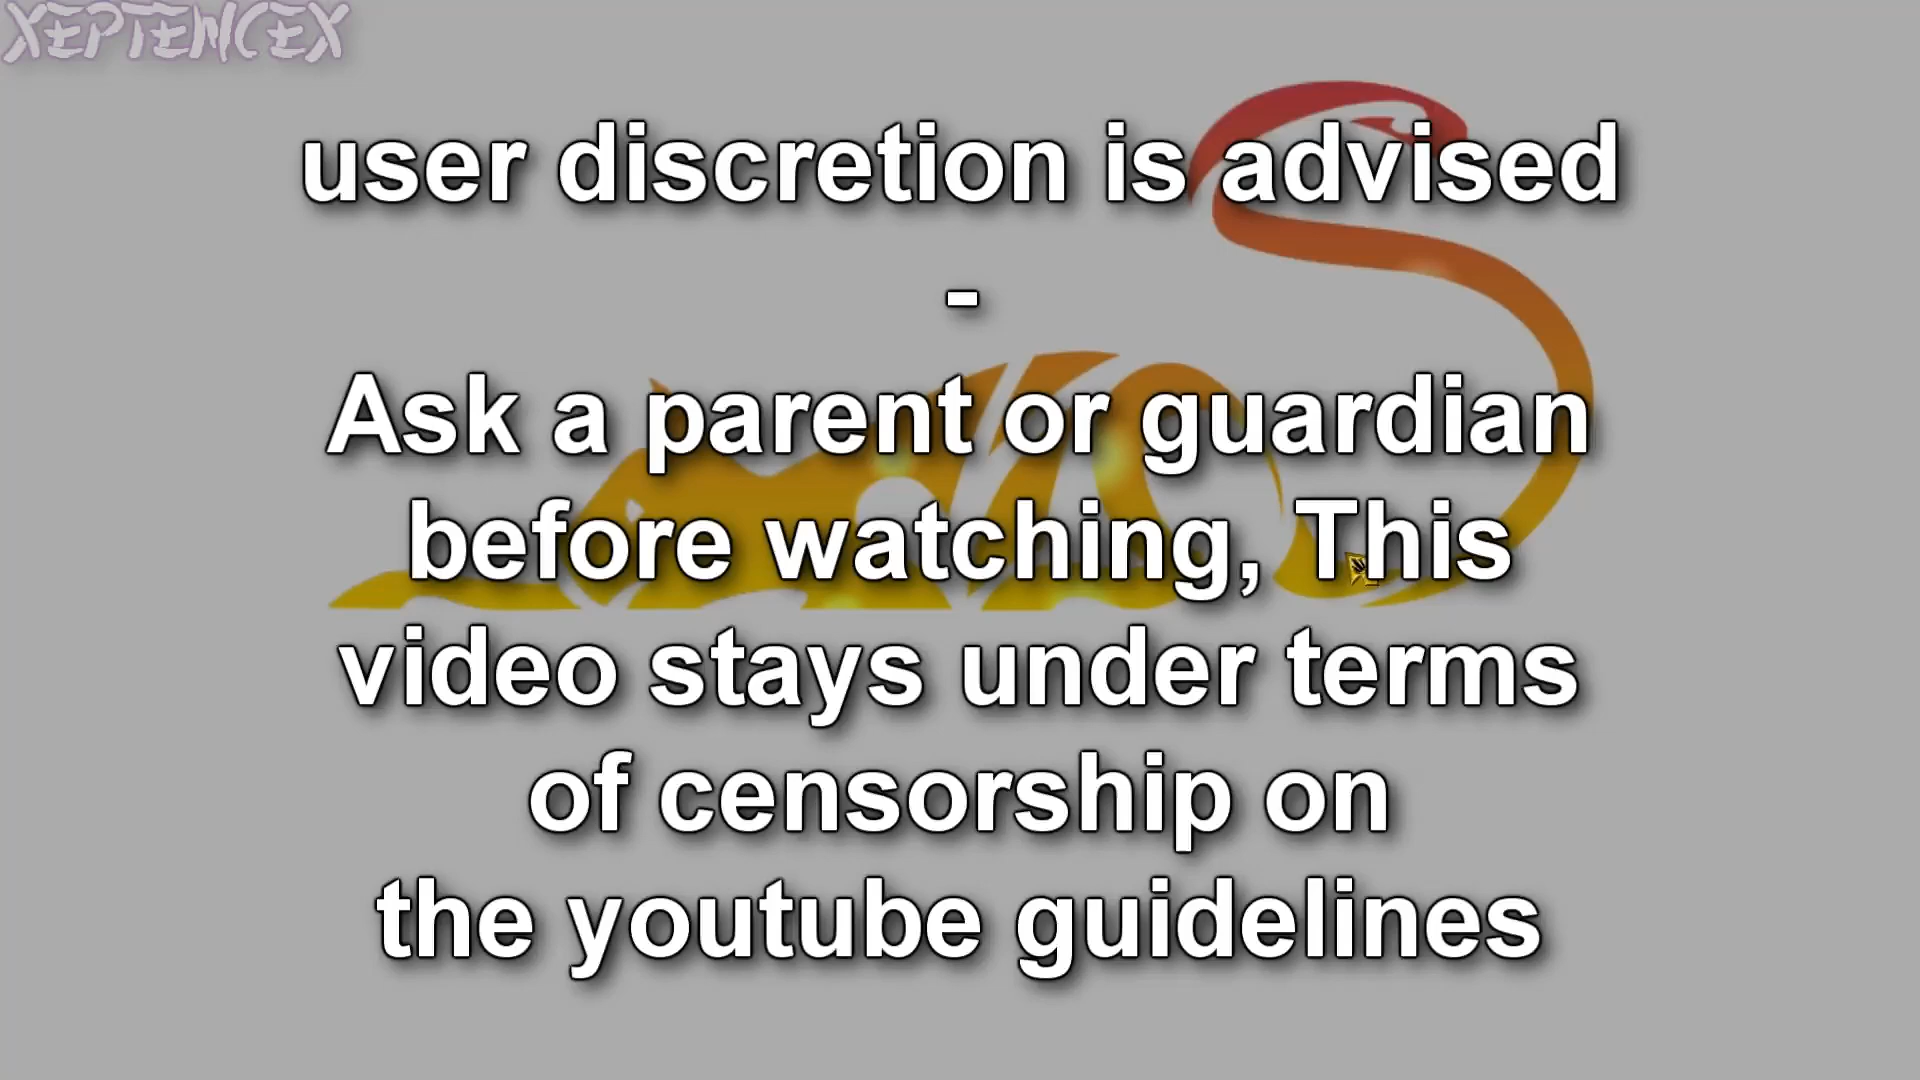 XEPTENCEX
user discretion is advised
-
Ask a parent or guardian
before watching, This
video stays under terms
of censorship on
the youtube guidelines